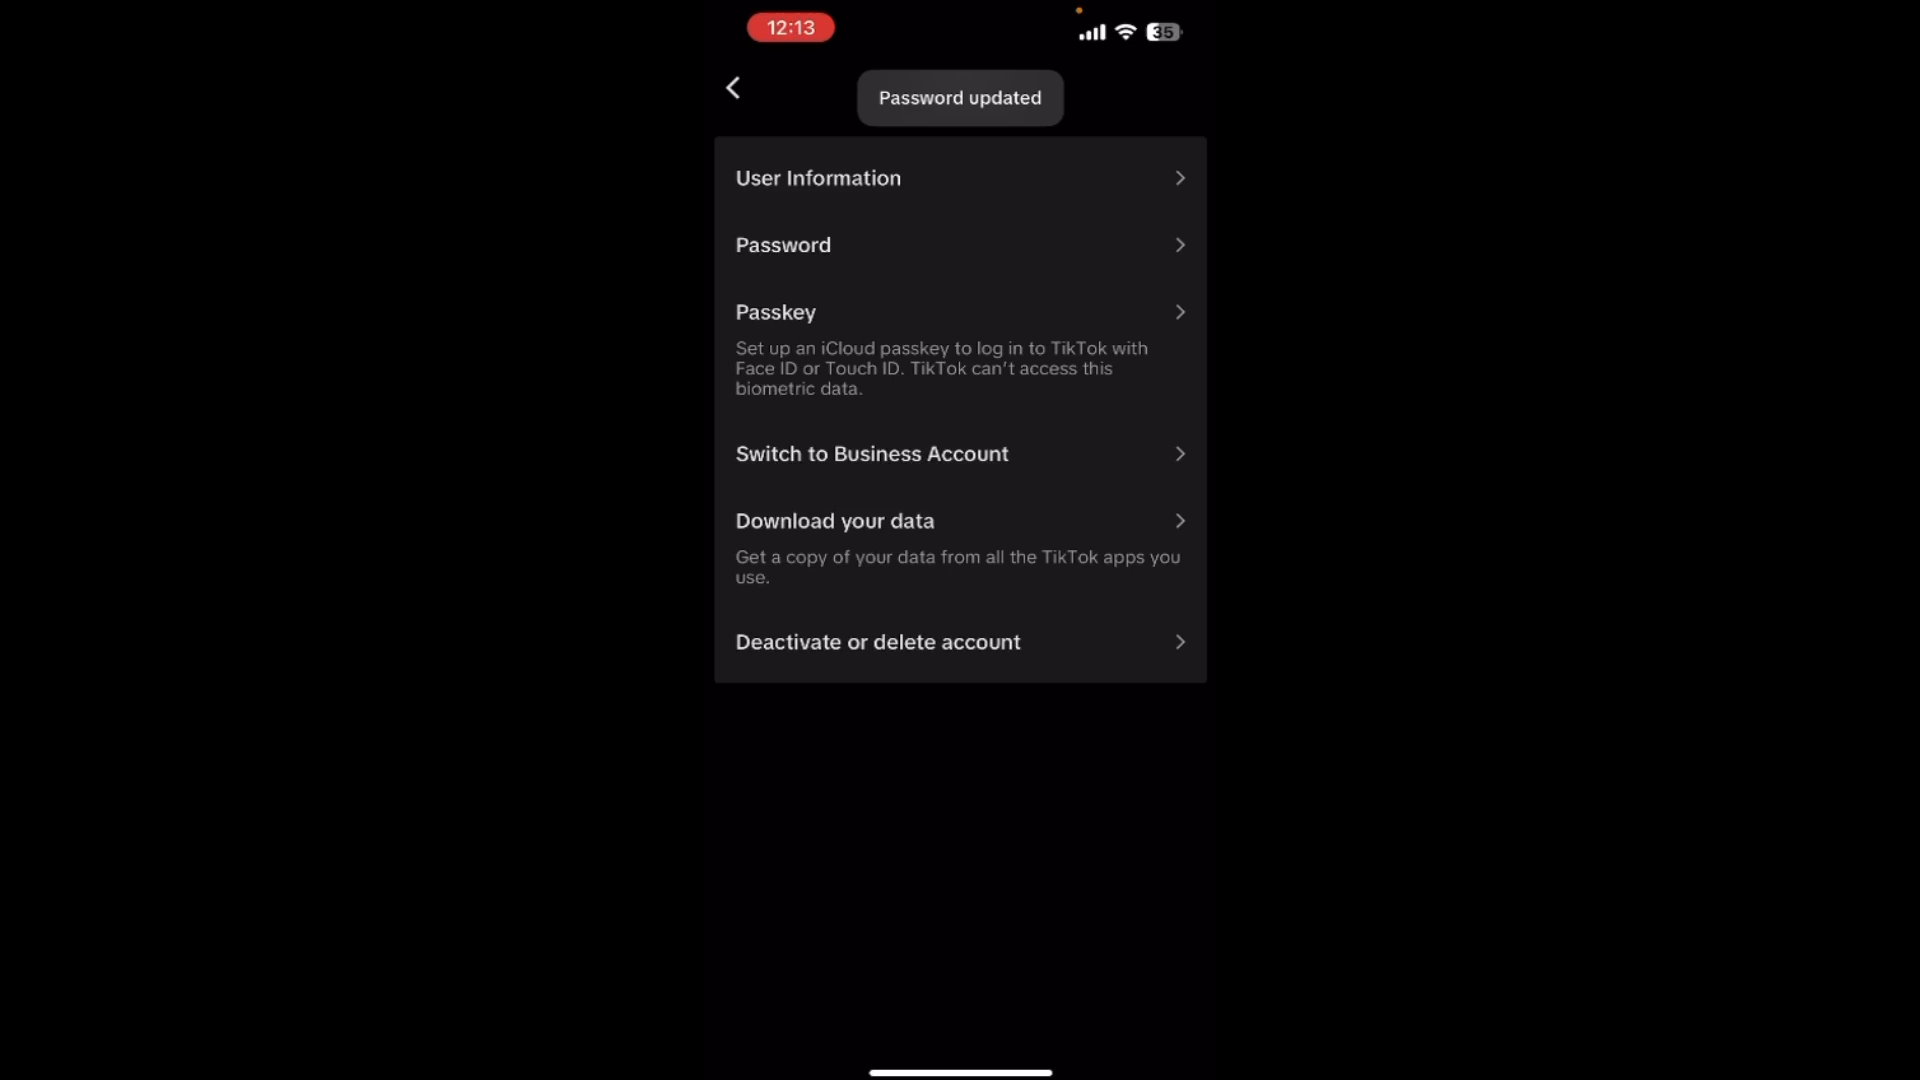 12:13
35
Password updated
User Information
Password
Passkey
Set up an iCloud passkey to log in to TikTok with
Face ID or Touch ID. TikTok can't access this
biometric data.
Switch to Business Account
Download your data
Get a copy of your data from all the TikTok apps you
use.
Deactivate or delete account